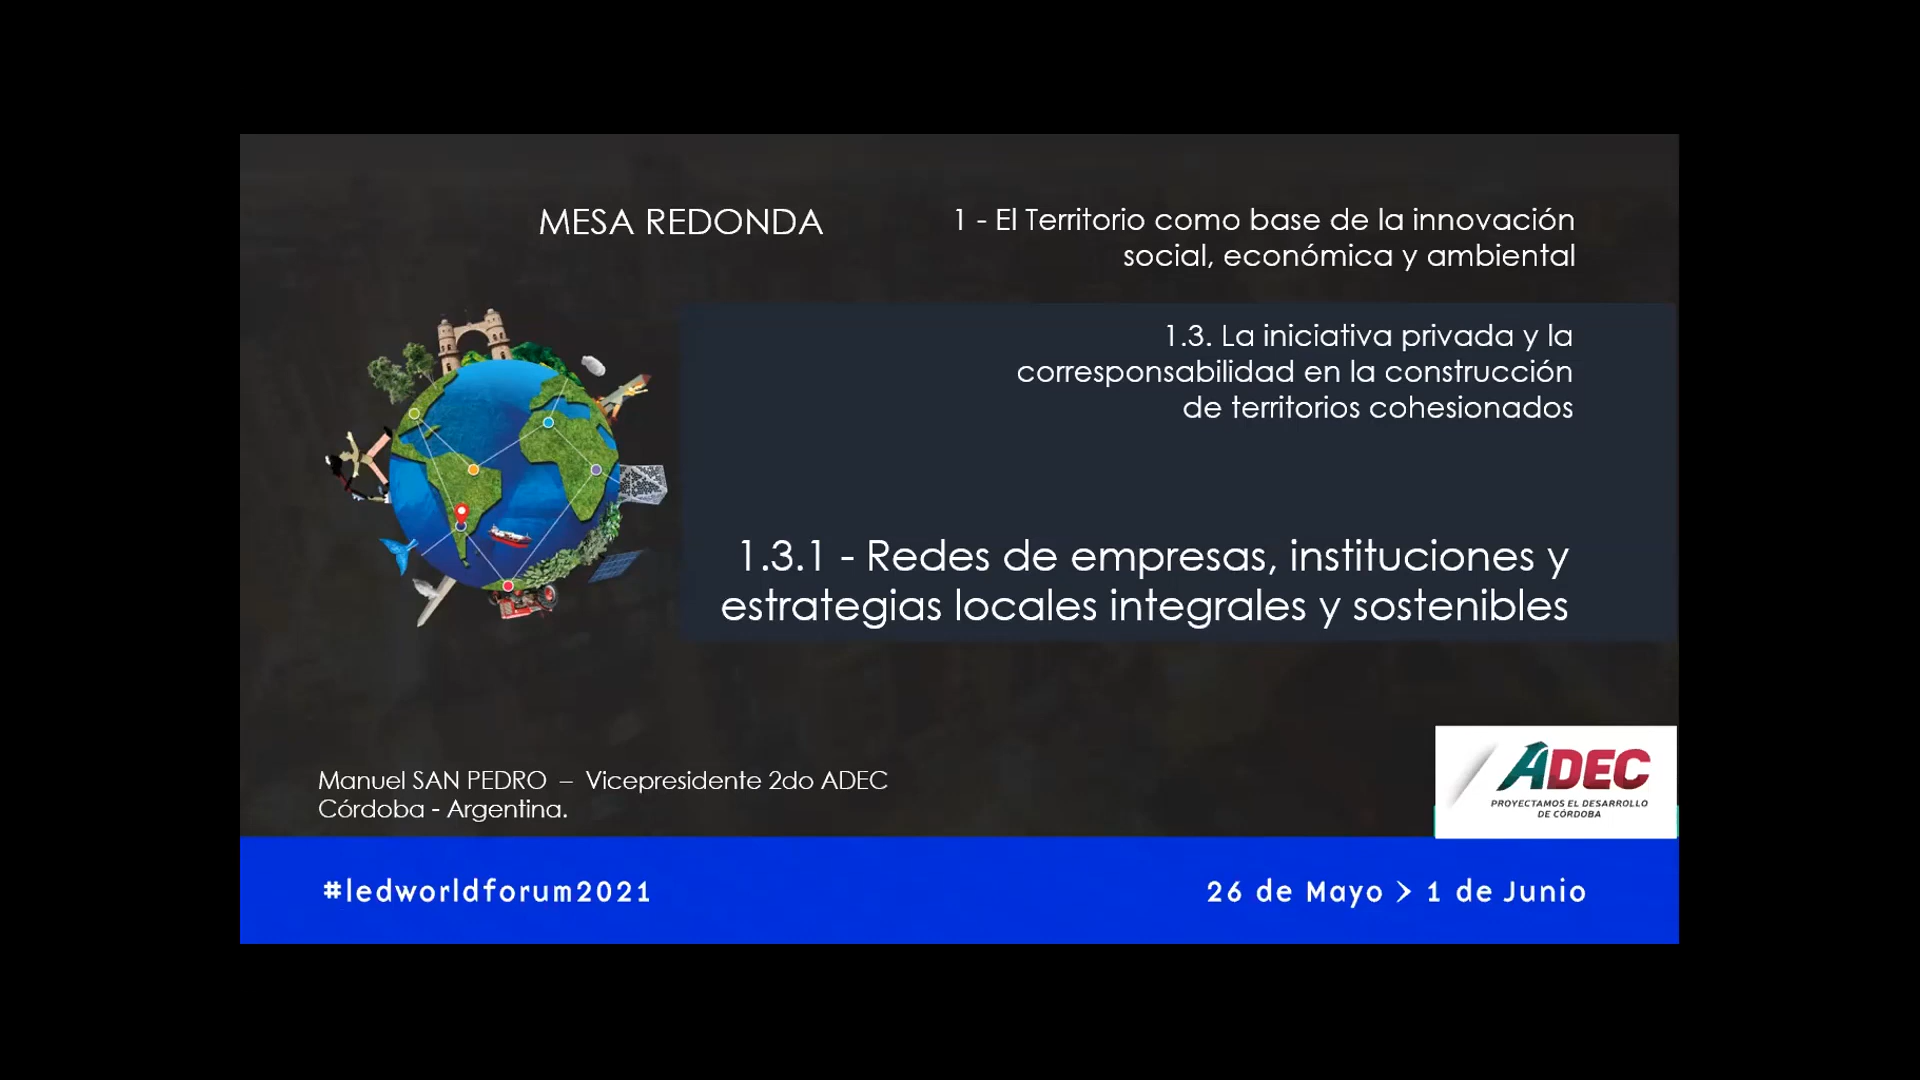 MESA REDONDA
1 - El Territorio como base de la innovación
social, económica y ambiental
1.3. La iniciativa privada y la
corresponsabilidad en la construcción
de territorios cohesionados
1.3.1 - Redes de empresas, instituciones y
estrategias locales integrales y sostenibles
Manuel SAN PEDRO – Vicepresidente 2do ADEC
Córdoba - Argentina.
ADEC
PROYECTAMOS EL DESARROLLO
DE CÓRDOBA
#ledworldforum2021
26 de Mayo > 1 de Junio